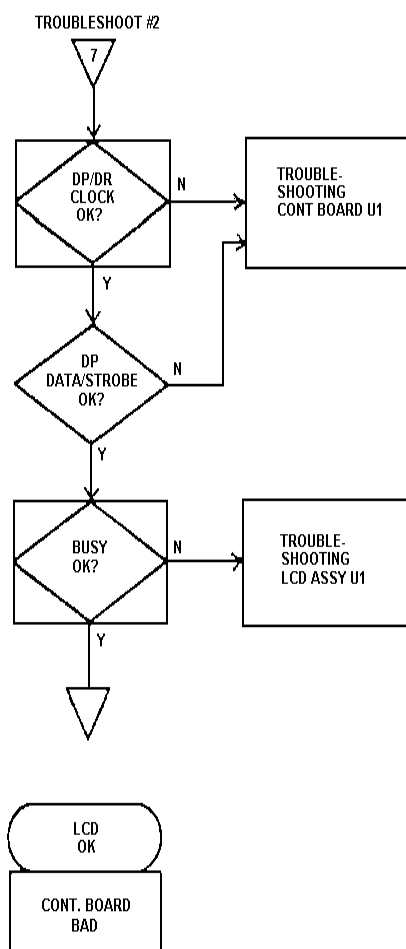 TROUBLESHOOT #2
7
DP/DR
CLOCK
OK?
N
TROUBLE-
SHOOTING
CONT BOARD U1
Y
DP
DATA/STROBE
OK?
N
Y
BUSY
OK?
N
TROUBLE-
SHOOTING
LCD ASSY U1
Y
LCD
OK
CONT. BOARD
BAD